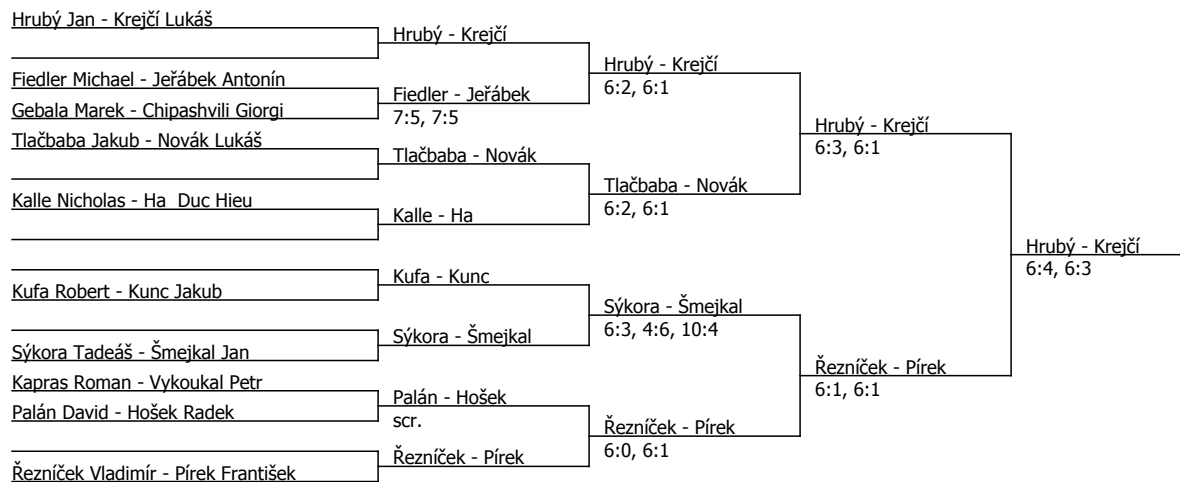 Hrubý Jan - Krejčí Lukáš
Fiedler Michael - Jeřábek Antonín
Gebala Marek - Chipashvili Giorgi
Tlačbaba Jakub - Novák Lukáš
Kalle Nicholas - Ha  Duc Hieu
Kufa Robert - Kunc Jakub
Sýkora Tadeáš - Šmejkal Jan
Kapras Roman - Vykoukal Petr
Palán David - Hošek Radek
Řezníček Vladimír - Pírek František
Hrubý - Krejčí
Fiedler - Jeřábek
7:5, 7:5
Tlačbaba - Novák
Kalle - Ha
Kufa - Kunc
Sýkora - Šmejkal
Palán - Hošek
scr.
Řezníček - Pírek
Hrubý - Krejčí
6:2, 6:1
Tlačbaba - Novák
6:2, 6:1
Sýkora - Šmejkal
6:3, 4:6, 10:4
Řezníček - Pírek
6:0, 6:1
Hrubý - Krejčí
6:3, 6:1
Řezníček - Pírek
6:1, 6:1
Hrubý - Krejčí
6:4, 6:3